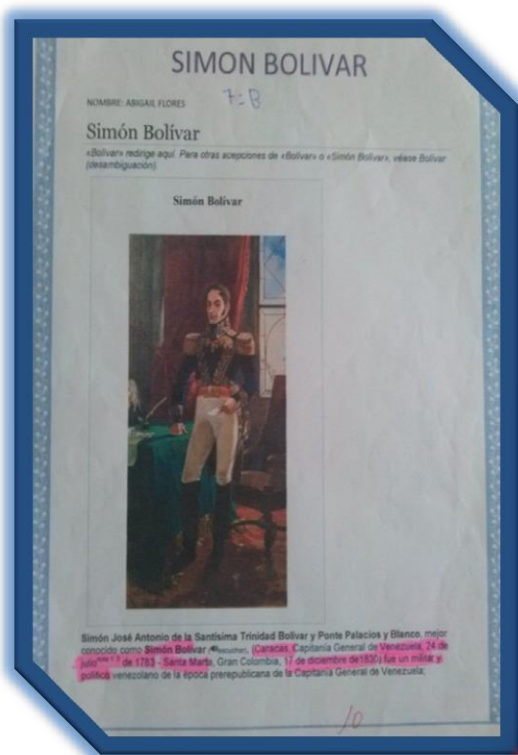 SIMON BOLIVAR
NOMBRE: ABIGAIL FLORES
7=B
Simón Bolívar
«Bolívar» redirige aquí. Para otras acepciones de «Bolívar» o «Simón Bolívar», véase Bolívar
(desambiguación).
Simón Bolívar
Simón José Antonio de la Santísima Trinidad Bolívar y Ponte Palacios y Blanco, mejor
conocido como Simón Bolívar (escuchar), (Caracas, Capitanía General de Venezuela, 24 de
julio de 1783 - Santa Marta, Gran Colombia, 17 de diciembre de1830) fue un militar y
político venezolano de la época prerepublicana de la Capitanía General de Venezuela;
10